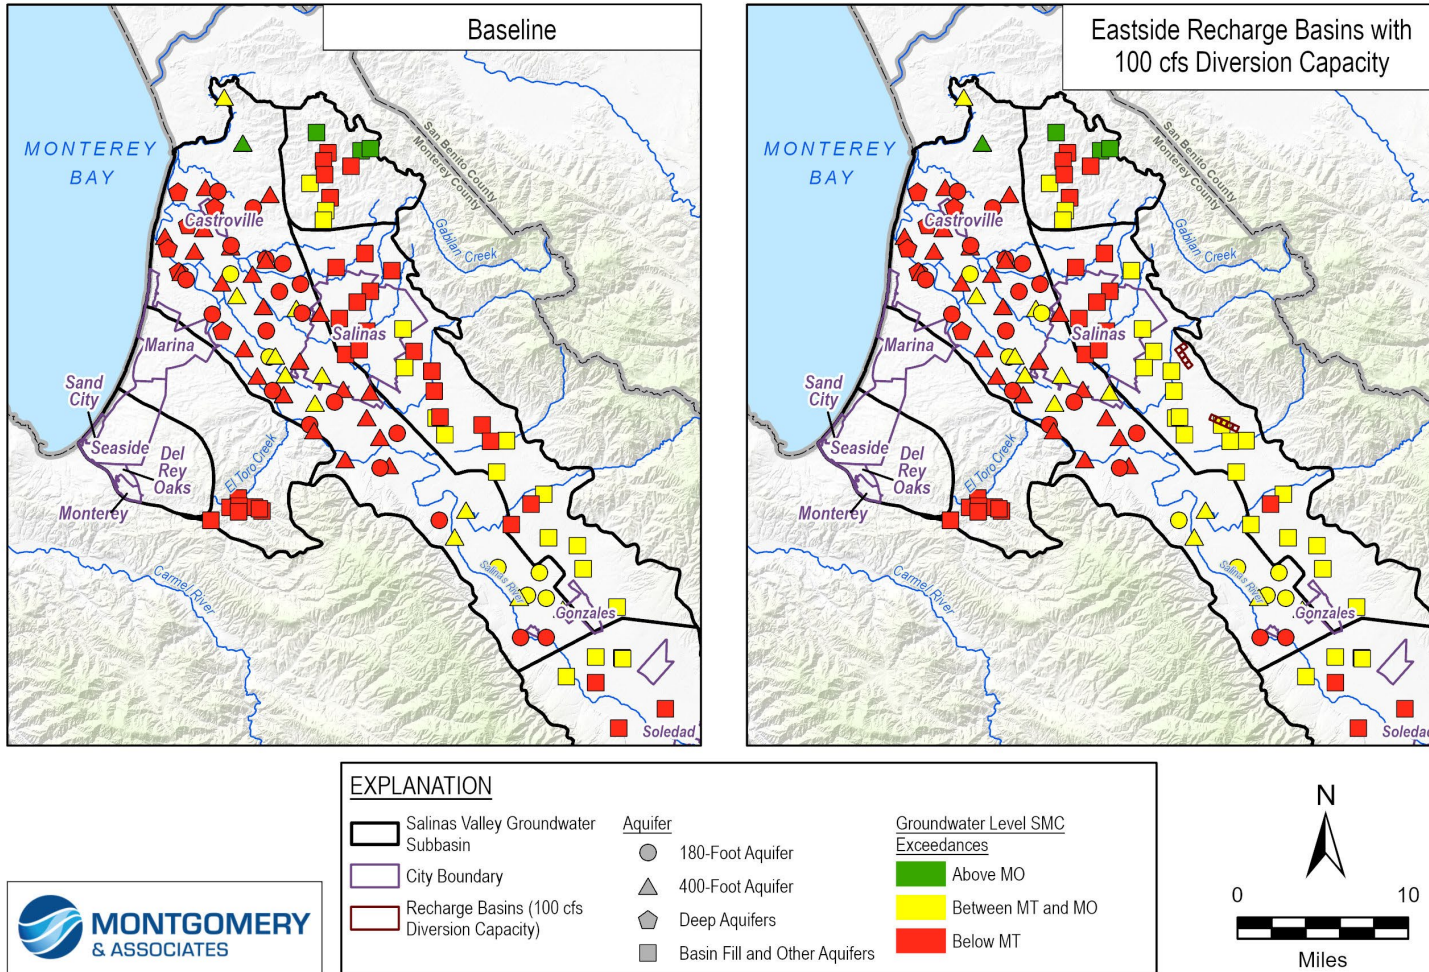 Baseline
MONTEREY
BAY
San Benito County
Monterey County
Castroville
Gabilan Creek
Salinas
Marina
Sand
City
Seaside
Del
Rey
Oaks
Monterey
El Toro Creek
Carmel River
Salinas River
Gonzales
Soledad
Eastside Recharge Basins with
100 cfs Diversion Capacity
MONTEREY
BAY
San Benito County
Monterey County
Castroville
Gabilan Creek
Salinas
Marina
Sand
City
Seaside
Del
Rey
Oaks
Monterey
El Toro Creek
Carmel River
Salinas River
Gonzales
Soledad
EXPLANATION
Salinas Valley Groundwater
Subbasin
City Boundary
Recharge Basins (100 cfs
Diversion Capacity)
Aquifer
180-Foot Aquifer
400-Foot Aquifer
Deep Aquifers
Basin Fill and Other Aquifers
Groundwater Level SMC
Exceedances
Above MO
Between MT and MO
Below MT
N
0 10
Miles
MONTGOMERY
& ASSOCIATES